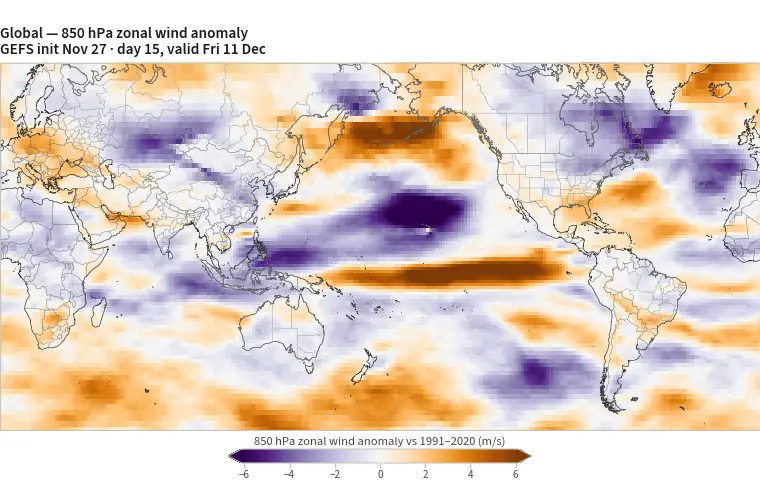 Global — 850 hPa zonal wind anomaly
GEFS init Nov 27 · day 15, valid Fri 11 Dec
850 hPa zonal wind anomaly vs 1991–2020 (m/s)
−6 −4 −2 0 2 4 6